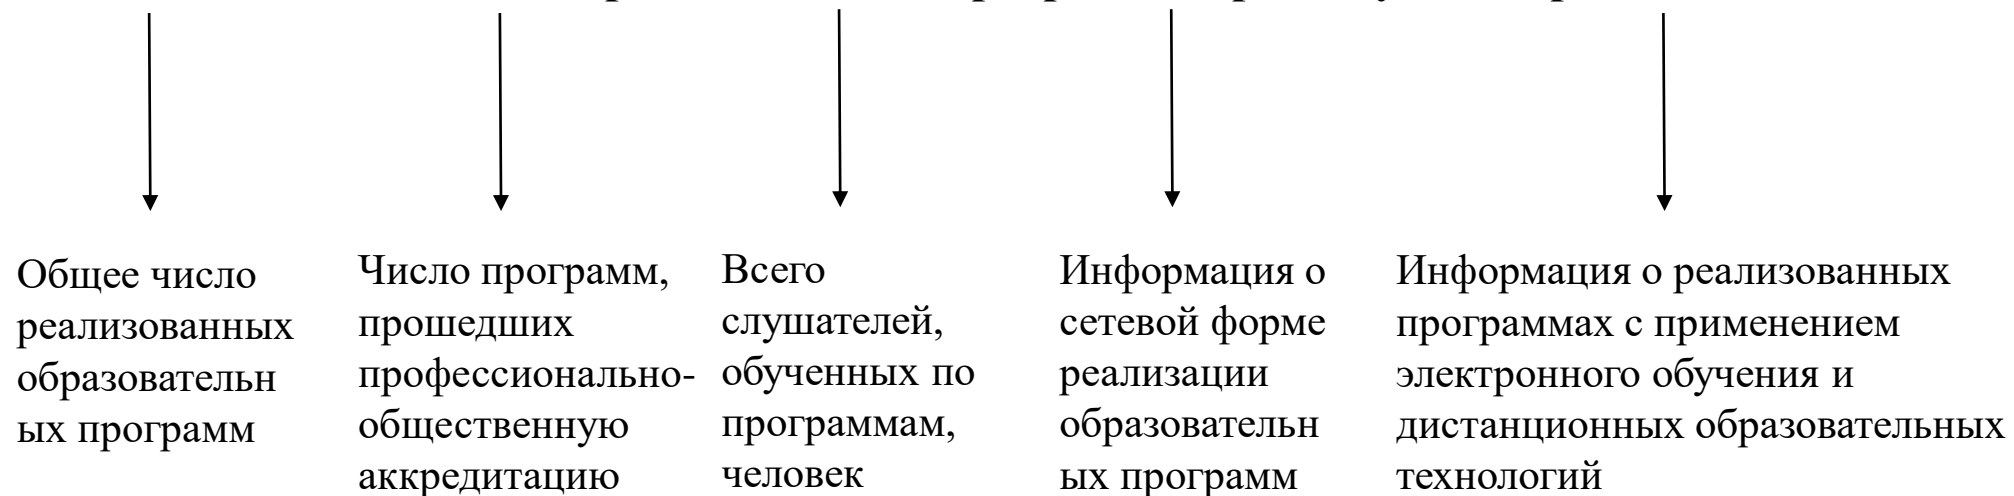 Общее число
реализованных
образовательн
ых программ
Число программ,
прошедших
профессионально-
общественную
аккредитацию
Всего
слушателей,
обученных по
программам,
человек
Информация о
сетевой форме
реализации
образовательн
ых программ
Информация о реализованных
программах с применением
электронного обучения и
дистанционных образовательных
технологий